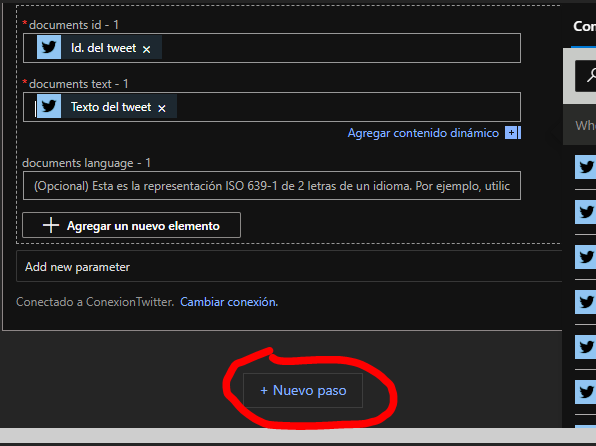 * documents id - 1
Id. del tweet ×
* documents text - 1
Texto del tweet ×
Agregar contenido dinámico +
documents language - 1
(Opcional) Esta es la representación ISO 639-1 de 2 letras de un idioma. Por ejemplo, utilic
+ Agregar un nuevo elemento
Add new parameter
Conectado a ConexionTwitter. Cambiar conexión.
+ Nuevo paso
Con
Whe